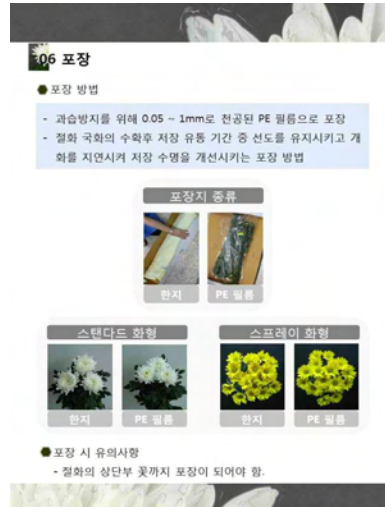 06 포장
●포장 방법
- 과습방지를 위해 0.05 ~ 1mm로 천공된 PE 필름으로 포장
- 절화 국화의 수확후 저장 유통 기간 중 선도를 유지시키고 개
화를 지연시켜 저장 수명을 개선시키는 포장 방법
포장지 종류
한지 PE 필름
스탠다드 화형 스프레이 화형
한지 PE 필름 한지 PE 필름
●포장 시 유의사항
- 절화의 상단부 꽃까지 포장이 되어야 함.